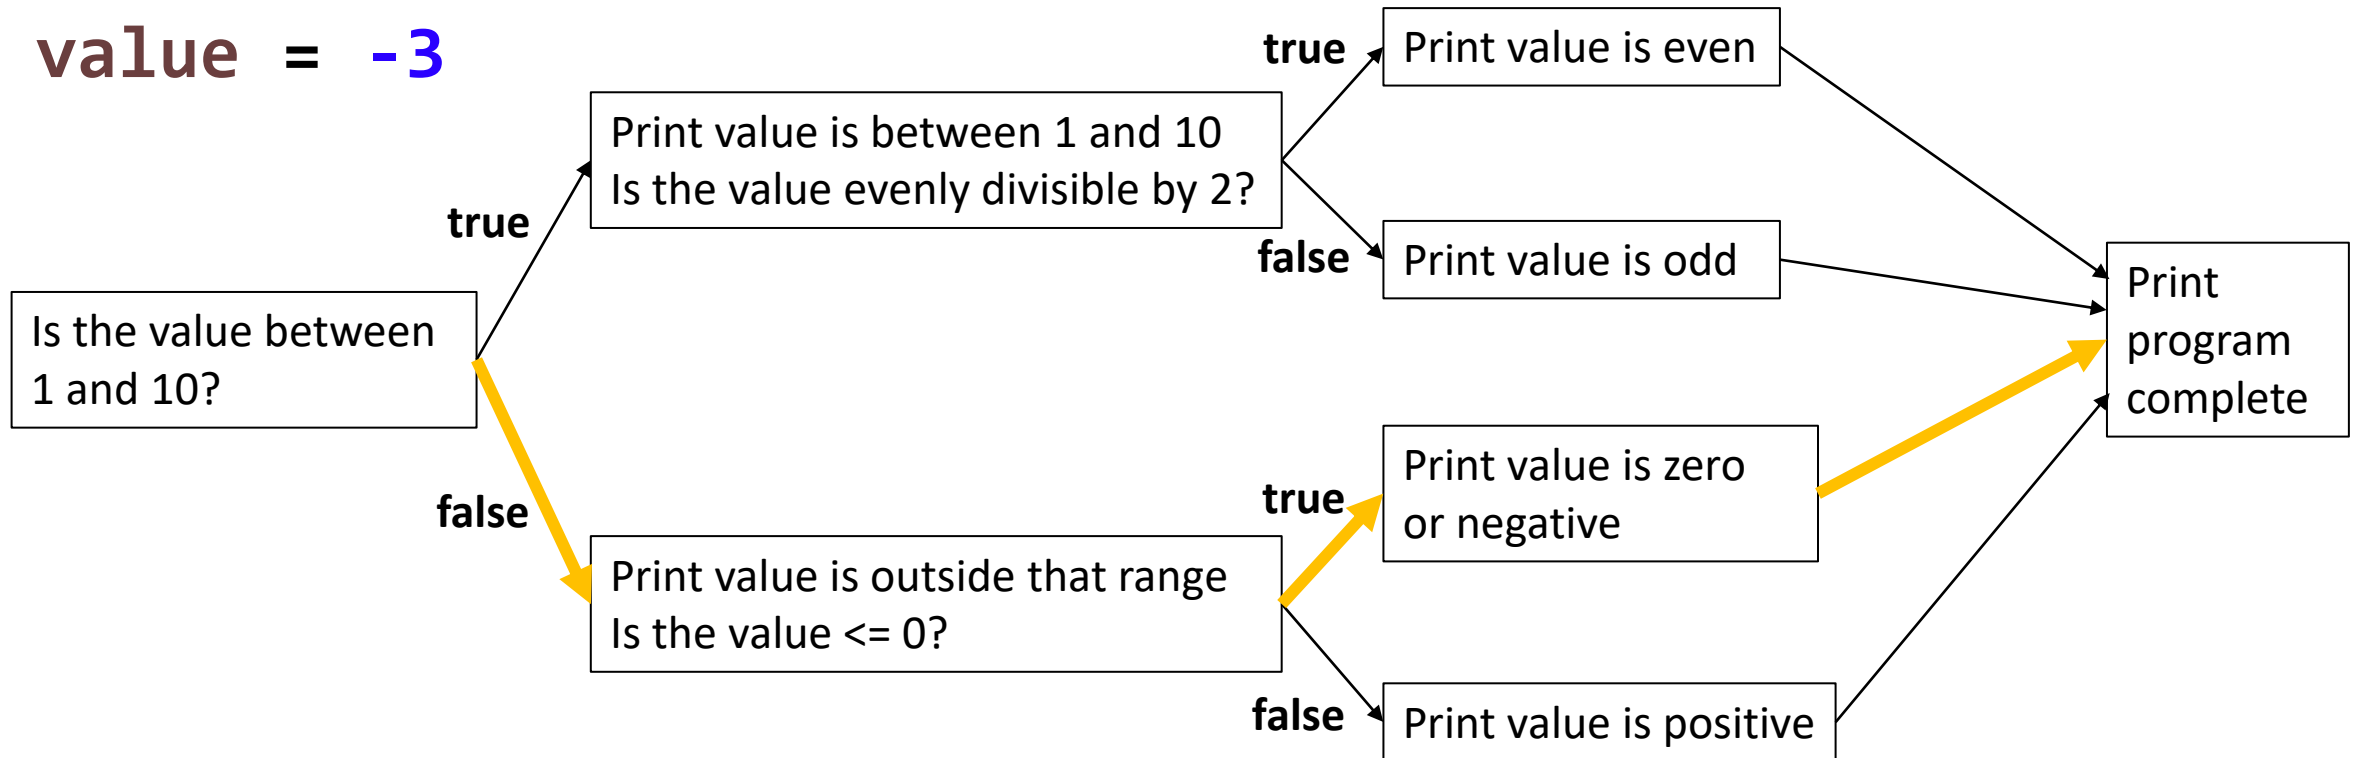 value = -3
true
Print value is even
Print value is between 1 and 10
Is the value evenly divisible by 2?
true
false
Print value is odd
Is the value between
1 and 10?
Print
program
complete
false
true
Print value is zero
or negative
Print value is outside that range
Is the value <= 0?
false
Print value is positive